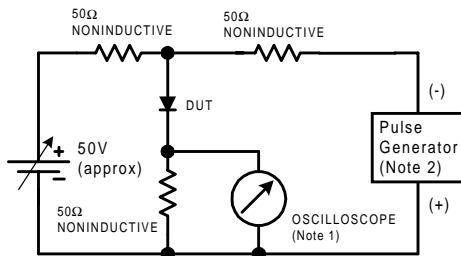 50Ω
NONINDUCTIVE
50Ω
NONINDUCTIVE
DUT
(-)
Pulse
Generator
(Note 2)
(+)
+
50V
(approx)
−
50Ω
NONINDUCTIVE
OSCILLOSCOPE
(Note 1)